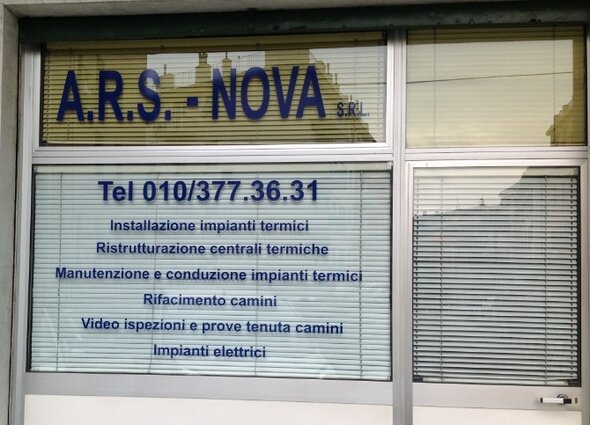 A.R.S. - NOVA S.R.L.
Tel 010/377.36.31
Installazione impianti termici
Ristrutturazione centrali termiche
Manutenzione e conduzione impianti termici
Rifacimento camini
Video ispezioni e prove tenuta camini
Impianti elettrici